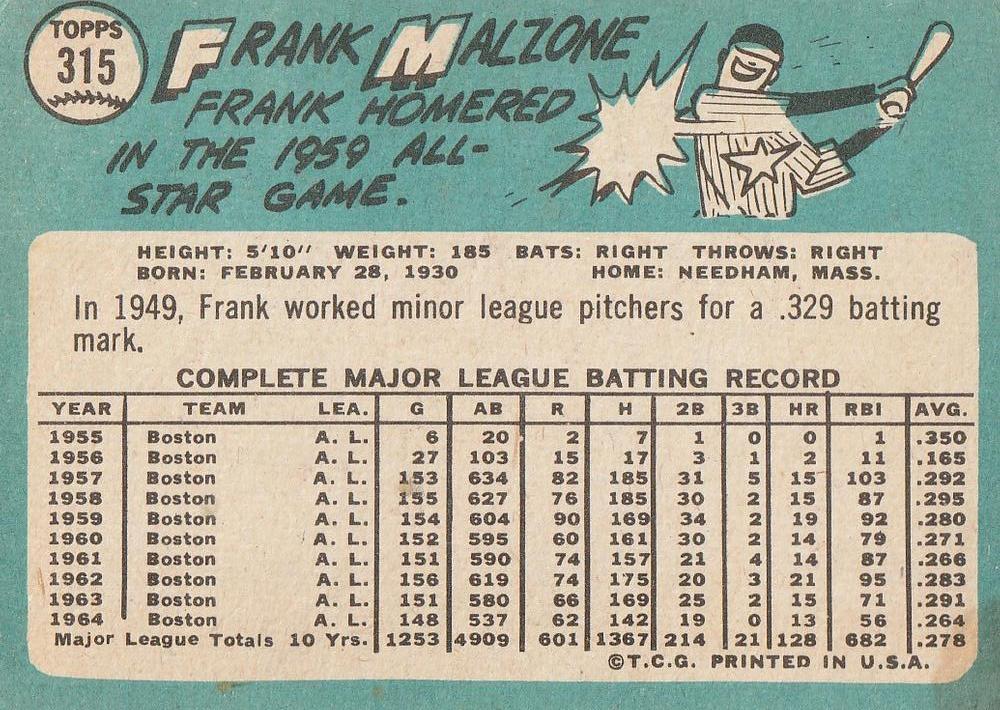 TOPPS
315
FRANK MALZONE
FRANK HOMERED
IN THE 1959 ALL-
STAR GAME.
HEIGHT: 5'10" WEIGHT: 185 BATS: RIGHT THROWS: RIGHT
BORN: FEBRUARY 28, 1930 HOME: NEEDHAM, MASS.
In 1949, Frank worked minor league pitchers for a .329 batting
mark.
COMPLETE MAJOR LEAGUE BATTING RECORD
YEAR TEAM LEA. G AB R H 2B 3B HR RBI AVG.
1955 Boston A. L. 6 20 2 7 1 0 0 1 .350
1956 Boston A. L. 27 103 15 17 3 1 2 11 .165
1957 Boston A. L. 153 634 82 185 31 5 15 103 .292
1958 Boston A. L. 155 627 76 185 30 2 15 87 .295
1959 Boston A. L. 154 604 90 169 34 2 19 92 .280
1960 Boston A. L. 152 595 60 161 30 2 14 79 .271
1961 Boston A. L. 151 590 74 157 21 4 14 87 .266
1962 Boston A. L. 156 619 74 175 20 3 21 95 .283
1963 Boston A. L. 151 580 66 169 25 2 15 71 .291
1964 Boston A. L. 148 537 62 142 19 0 13 56 .264
Major League Totals 10 Yrs. 1253 4909 601 1367 214 21 128 682 .278
©T.C.G. PRINTED IN U.S.A.